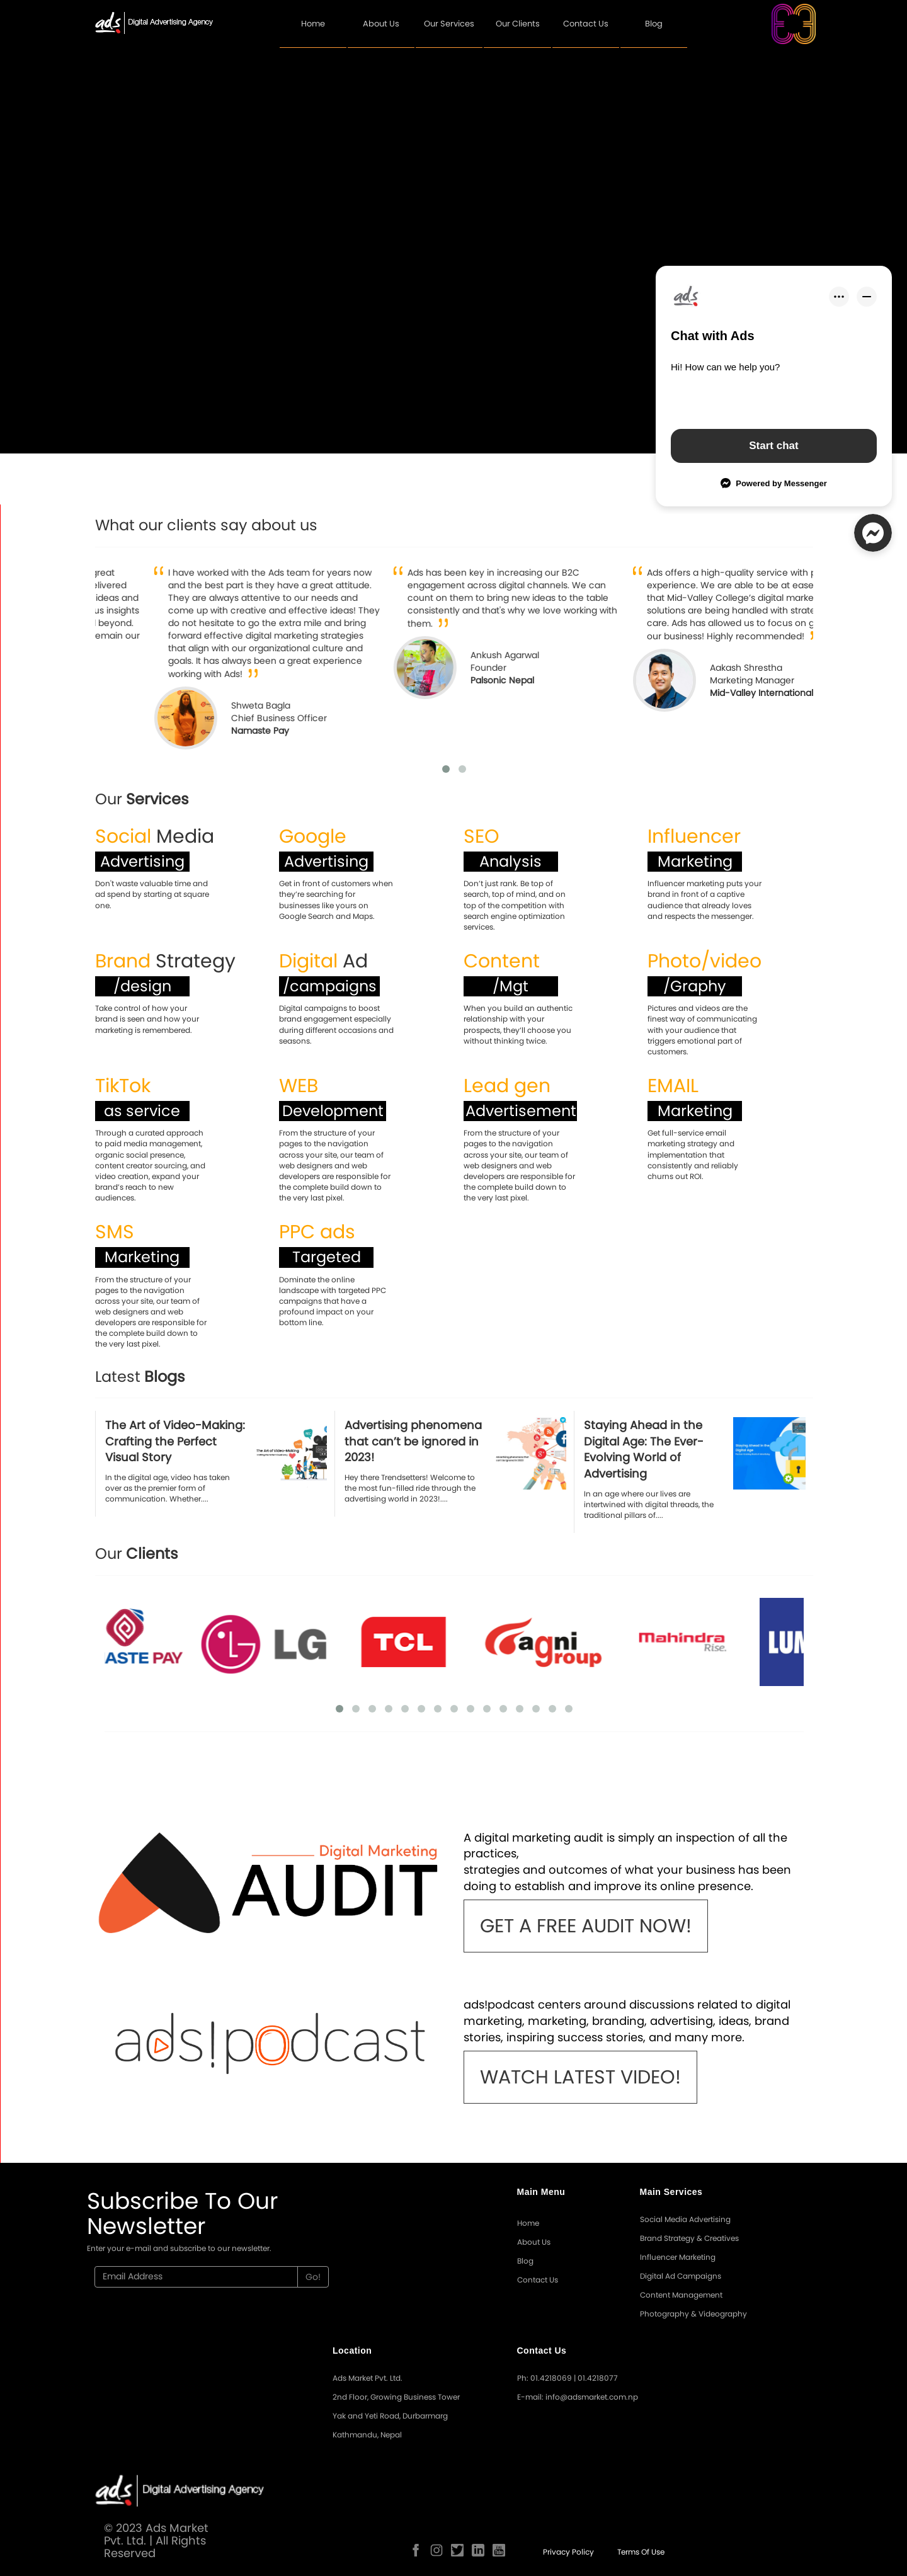 ads Digital Advertising Agency
Home
About Us
Our Services
Our Clients
Contact Us
Blog
ads
Chat with Ads
Hi! How can we help you?
Start chat
Powered by Messenger
What our clients say about us
great
elivered
ideas and
us insights
beyond.
emain our
I have worked with the Ads team for years now
and the best part is they have a great attitude.
They are always attentive to our needs and
come up with creative and effective ideas! They
do not hesitate to go the extra mile and bring
forward effective digital marketing strategies
that align with our organizational culture and
goals. It has always been a great experience
working with Ads!
Shweta Bagla
Chief Business Officer
Namaste Pay
Ads has been key in increasing our B2C
engagement across digital channels. We can
count on them to bring new ideas to the table
consistently and that's why we love working with
them.
Ankush Agarwal
Founder
Palsonic Nepal
Ads offers a high-quality service with p
experience. We are able to be at ease
that Mid-Valley College's digital marke
solutions are being handled with strate
care. Ads has allowed us to focus on g
our business! Highly recommended!
Aakash Shrestha
Marketing Manager
Mid-Valley International
Our Services
Social Media
Advertising
Don't waste valuable time and
ad spend by starting at square
one.
Google
Advertising
Get in front of customers when
they're searching for
businesses like yours on
Google Search and Maps.
SEO
Analysis
Don't just rank. Be top of
search, top of mind, and on
top of the competition with
search engine optimization
services.
Influencer
Marketing
Influencer marketing puts your
brand in front of a captive
audience that already loves
and respects the messenger.
Brand Strategy
/design
Take control of how your
brand is seen and how your
marketing is remembered.
Digital Ad
/campaigns
Digital campaigns to boost
brand engagement especially
during different occasions and
seasons.
Content
/Mgt
When you build an authentic
relationship with your
prospects, they'll choose you
without thinking twice.
Photo/video
/Graphy
Pictures and videos are the
finest way of communicating
with your audience that
triggers emotional part of
customers.
TikTok
as service
Through a curated approach
to paid media management,
organic social presence,
content creator sourcing, and
video creation, expand your
brand's reach to new
audiences.
WEB
Development
From the structure of your
pages to the navigation
across your site, our team of
web designers and web
developers are responsible for
the complete build down to
the very last pixel.
Lead gen
Advertisement
From the structure of your
pages to the navigation
across your site, our team of
web designers and web
developers are responsible for
the complete build down to
the very last pixel.
EMAIL
Marketing
Get full-service email
marketing strategy and
implementation that
consistently and reliably
churns out ROI.
SMS
Marketing
From the structure of your
pages to the navigation
across your site, our team of
web designers and web
developers are responsible for
the complete build down to
the very last pixel.
PPC ads
Targeted
Dominate the online
landscape with targeted PPC
campaigns that have a
profound impact on your
bottom line.
Latest Blogs
The Art of Video-Making:
Crafting the Perfect
Visual Story
In the digital age, video has taken
over as the premier form of
communication. Whether....
Advertising phenomena
that can't be ignored in
2023!
Hey there Trendsetters! Welcome to
the most fun-filled ride through the
advertising world in 2023!....
Staying Ahead in the
Digital Age: The Ever-
Evolving World of
Advertising
In an age where our lives are
intertwined with digital threads, the
traditional pillars of....
Our Clients
ASTE PAY
LG
TCL
agni group
Mahindra
Rise.
LUM
Digital Marketing
AUDIT
A digital marketing audit is simply an inspection of all the
practices,
strategies and outcomes of what your business has been
doing to establish and improve its online presence.
GET A FREE AUDIT NOW!
ads!podcast
ads!podcast centers around discussions related to digital
marketing, marketing, branding, advertising, ideas, brand
stories, inspiring success stories, and many more.
WATCH LATEST VIDEO!
Subscribe To Our
Newsletter
Enter your e-mail and subscribe to our newsletter.
Email Address
Go!
Main Menu
Home
About Us
Blog
Contact Us
Main Services
Social Media Advertising
Brand Strategy & Creatives
Influencer Marketing
Digital Ad Campaigns
Content Management
Photography & Videography
Location
Ads Market Pvt. Ltd.
2nd Floor, Growing Business Tower
Yak and Yeti Road, Durbarmarg
Kathmandu, Nepal
Contact Us
Ph: 01.4218069 | 01.4218077
E-mail: info@adsmarket.com.np
ads Digital Advertising Agency
© 2023 Ads Market
Pvt. Ltd. | All Rights
Reserved
Privacy Policy
Terms Of Use